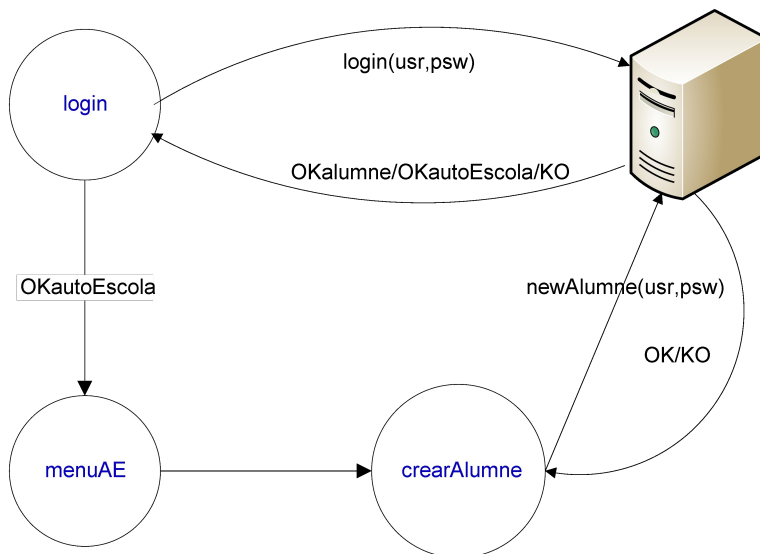 login(usr,psw)
login
OKalumne/OKautoEscola/KO
OKautoEscola
newAlumne(usr,psw)
OK/KO
menuAE
crearAlumne